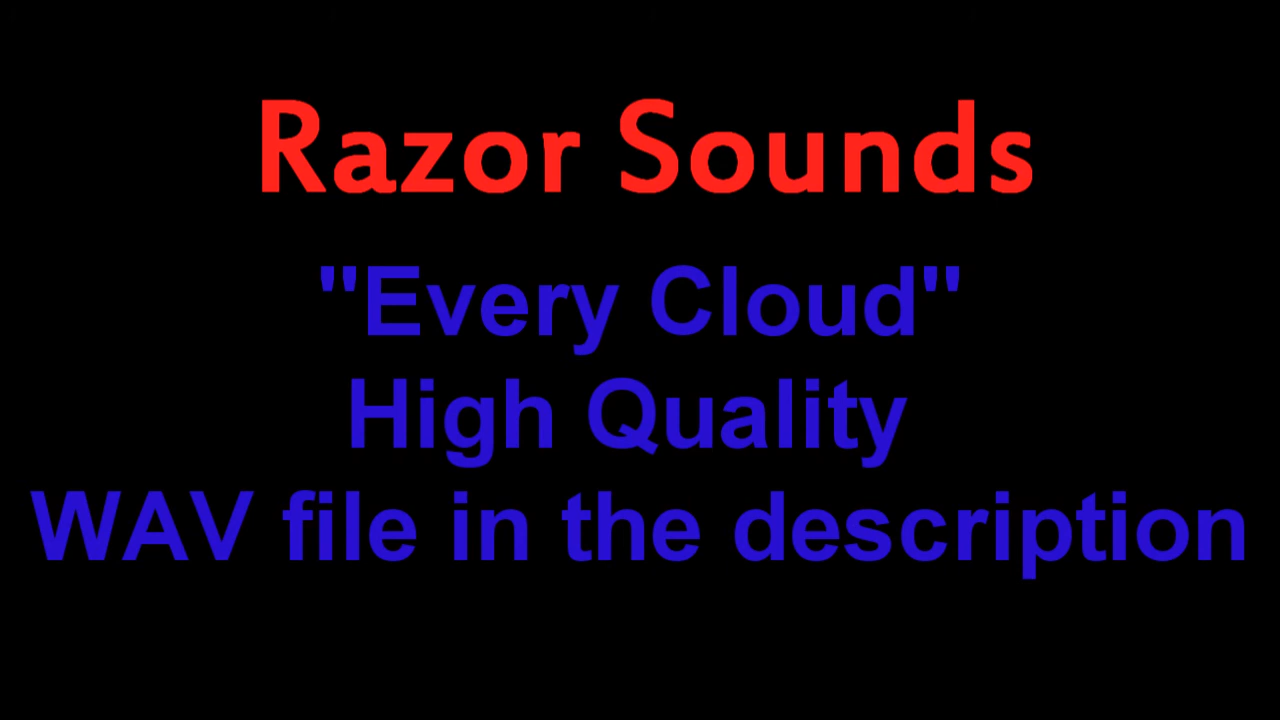 Razor Sounds
"Every Cloud"
High Quality
WAV file in the description